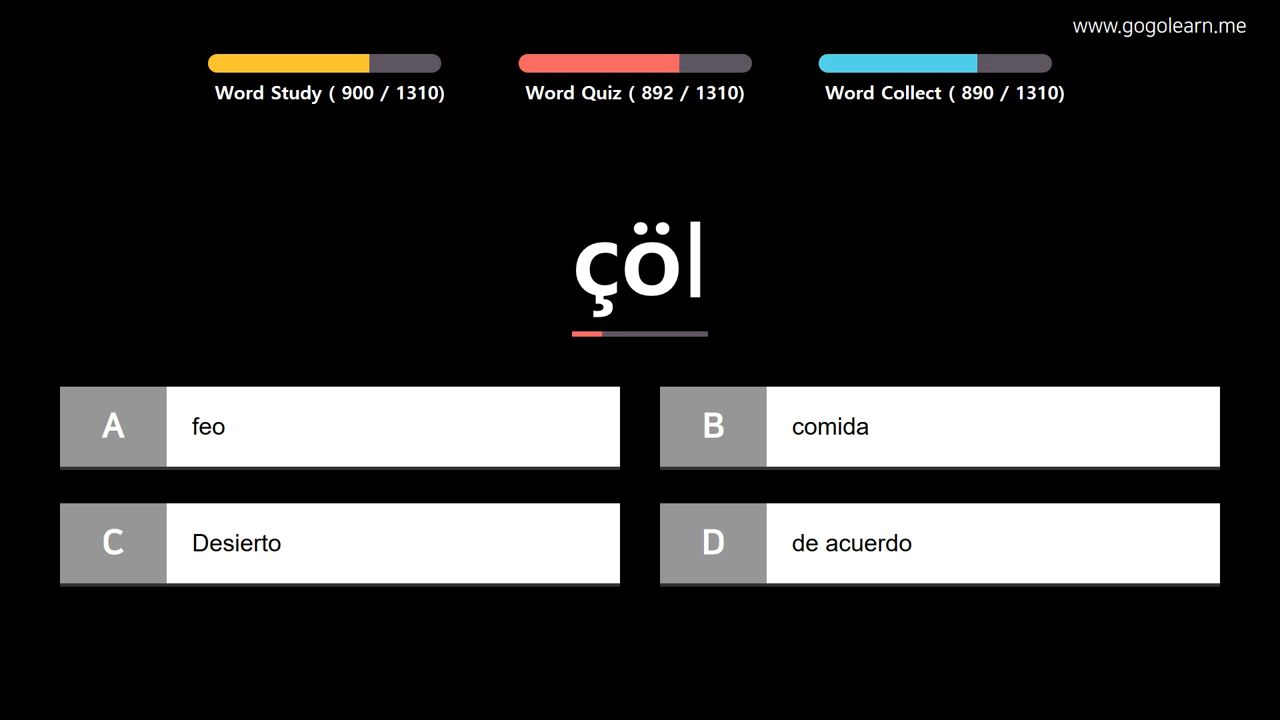 www.gogolearn.me
Word Study ( 900 / 1310)
Word Quiz ( 892 / 1310)
Word Collect ( 890 / 1310)
çöl
A feo
B comida
C Desierto
D de acuerdo